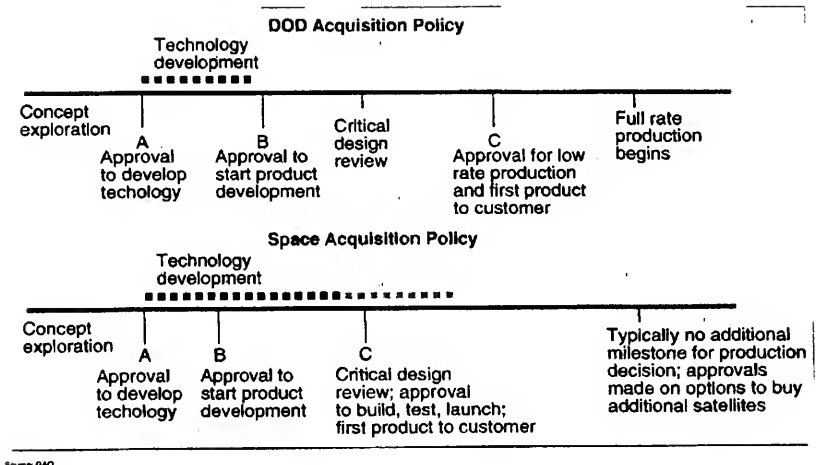 DOD Acquisition Policy
Technology
development
Concept
exploration
A
Approval
to develop
techology
B
Approval to
start product
development
Critical
design
review
C
Approval for low
rate production
and first product
to customer
Full rate
production
begins
Space Acquisition Policy
Technology
development
Concept
exploration
A
Approval
to develop
techology
B
Approval to
start product
development
C
Critical design
review; approval
to build, test, launch;
first product to customer
Typically no additional
milestone for production
decision; approvals
made on options to buy
additional satellites
Source: GAO